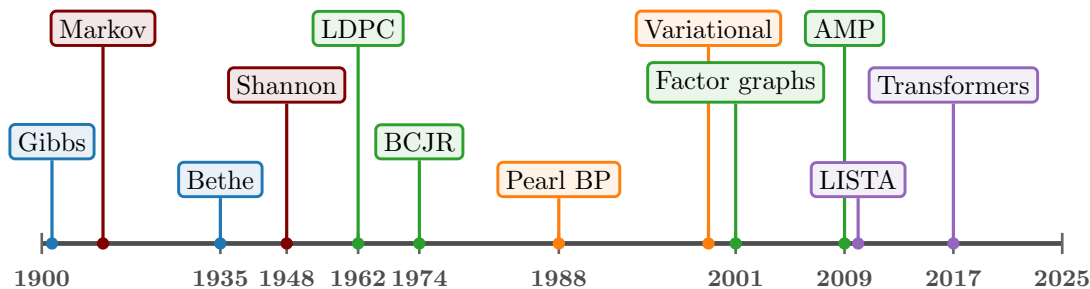 Markov
LDPC
Variational
AMP
Shannon
Factor graphs
Transformers
Gibbs
BCJR
Bethe
Pearl BP
LISTA
1900
1935
1948
1962
1974
1988
2001
2009
2017
2025